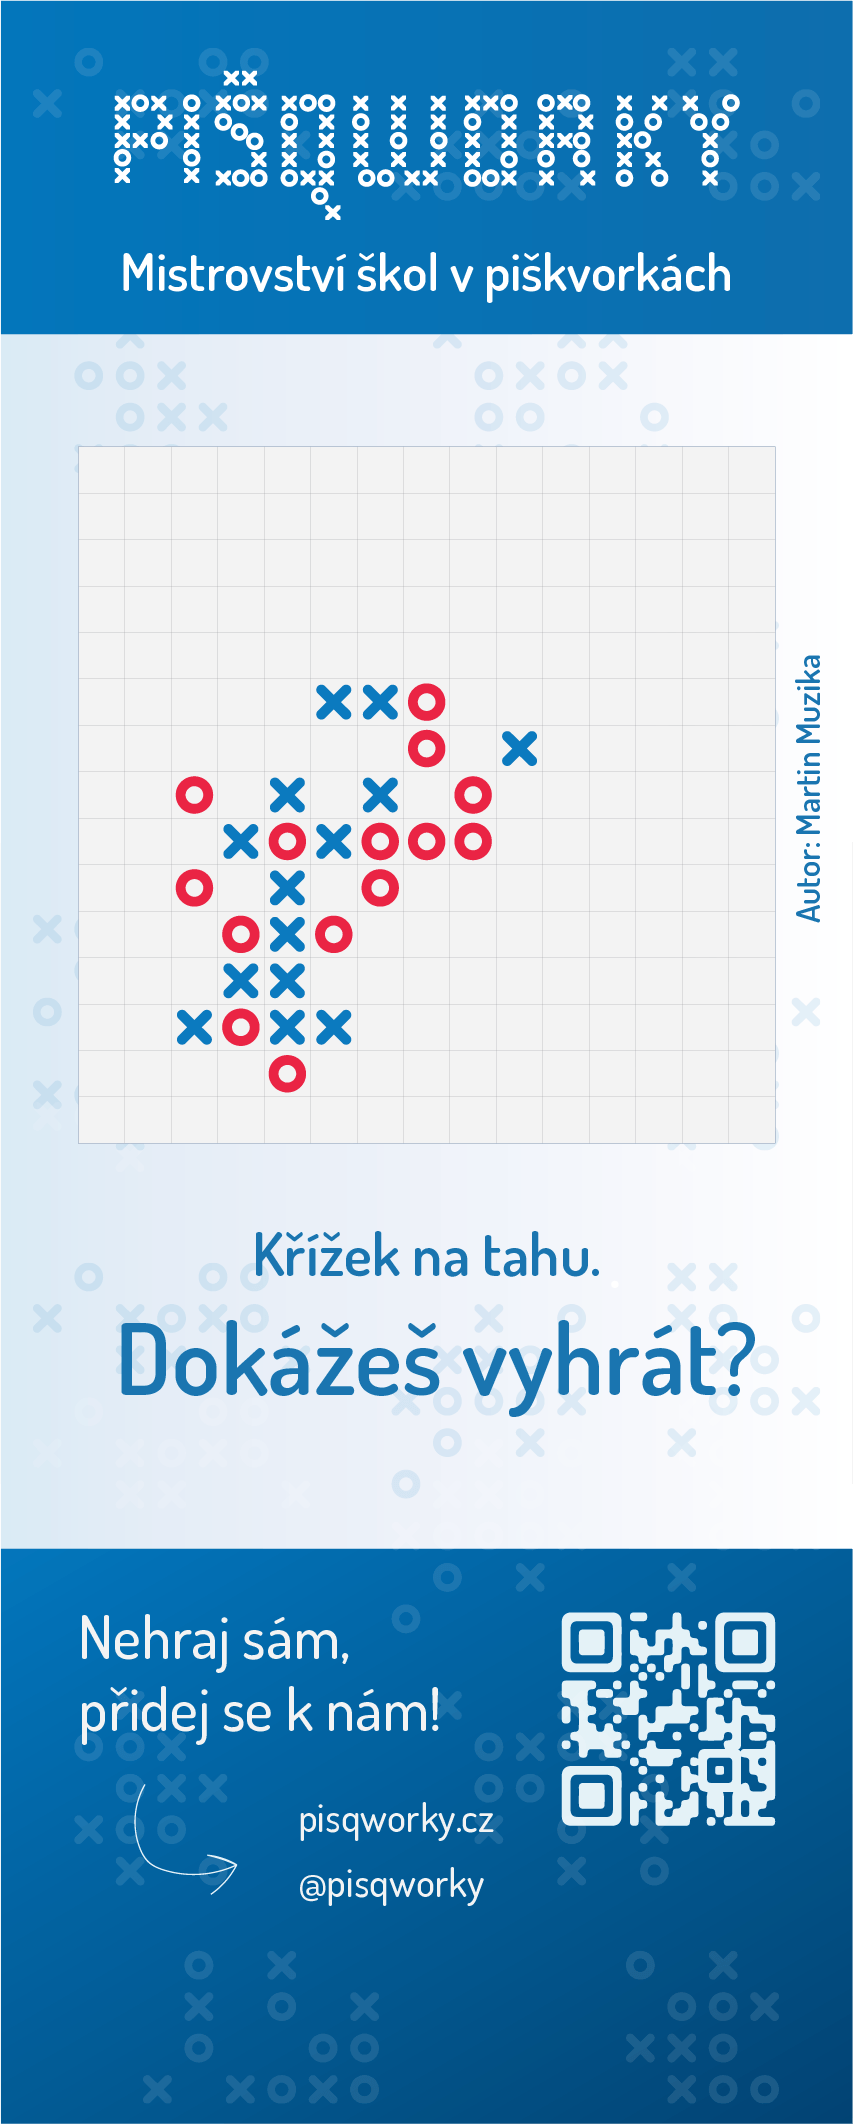 PIŠQWORKY
Mistrovství škol v piškvorkách
Autor: Martin Muzika
Křížek na tahu.
Dokážeš vyhrát?
Nehraj sám,
přidej se k nám!
pisqworky.cz
@pisqworky